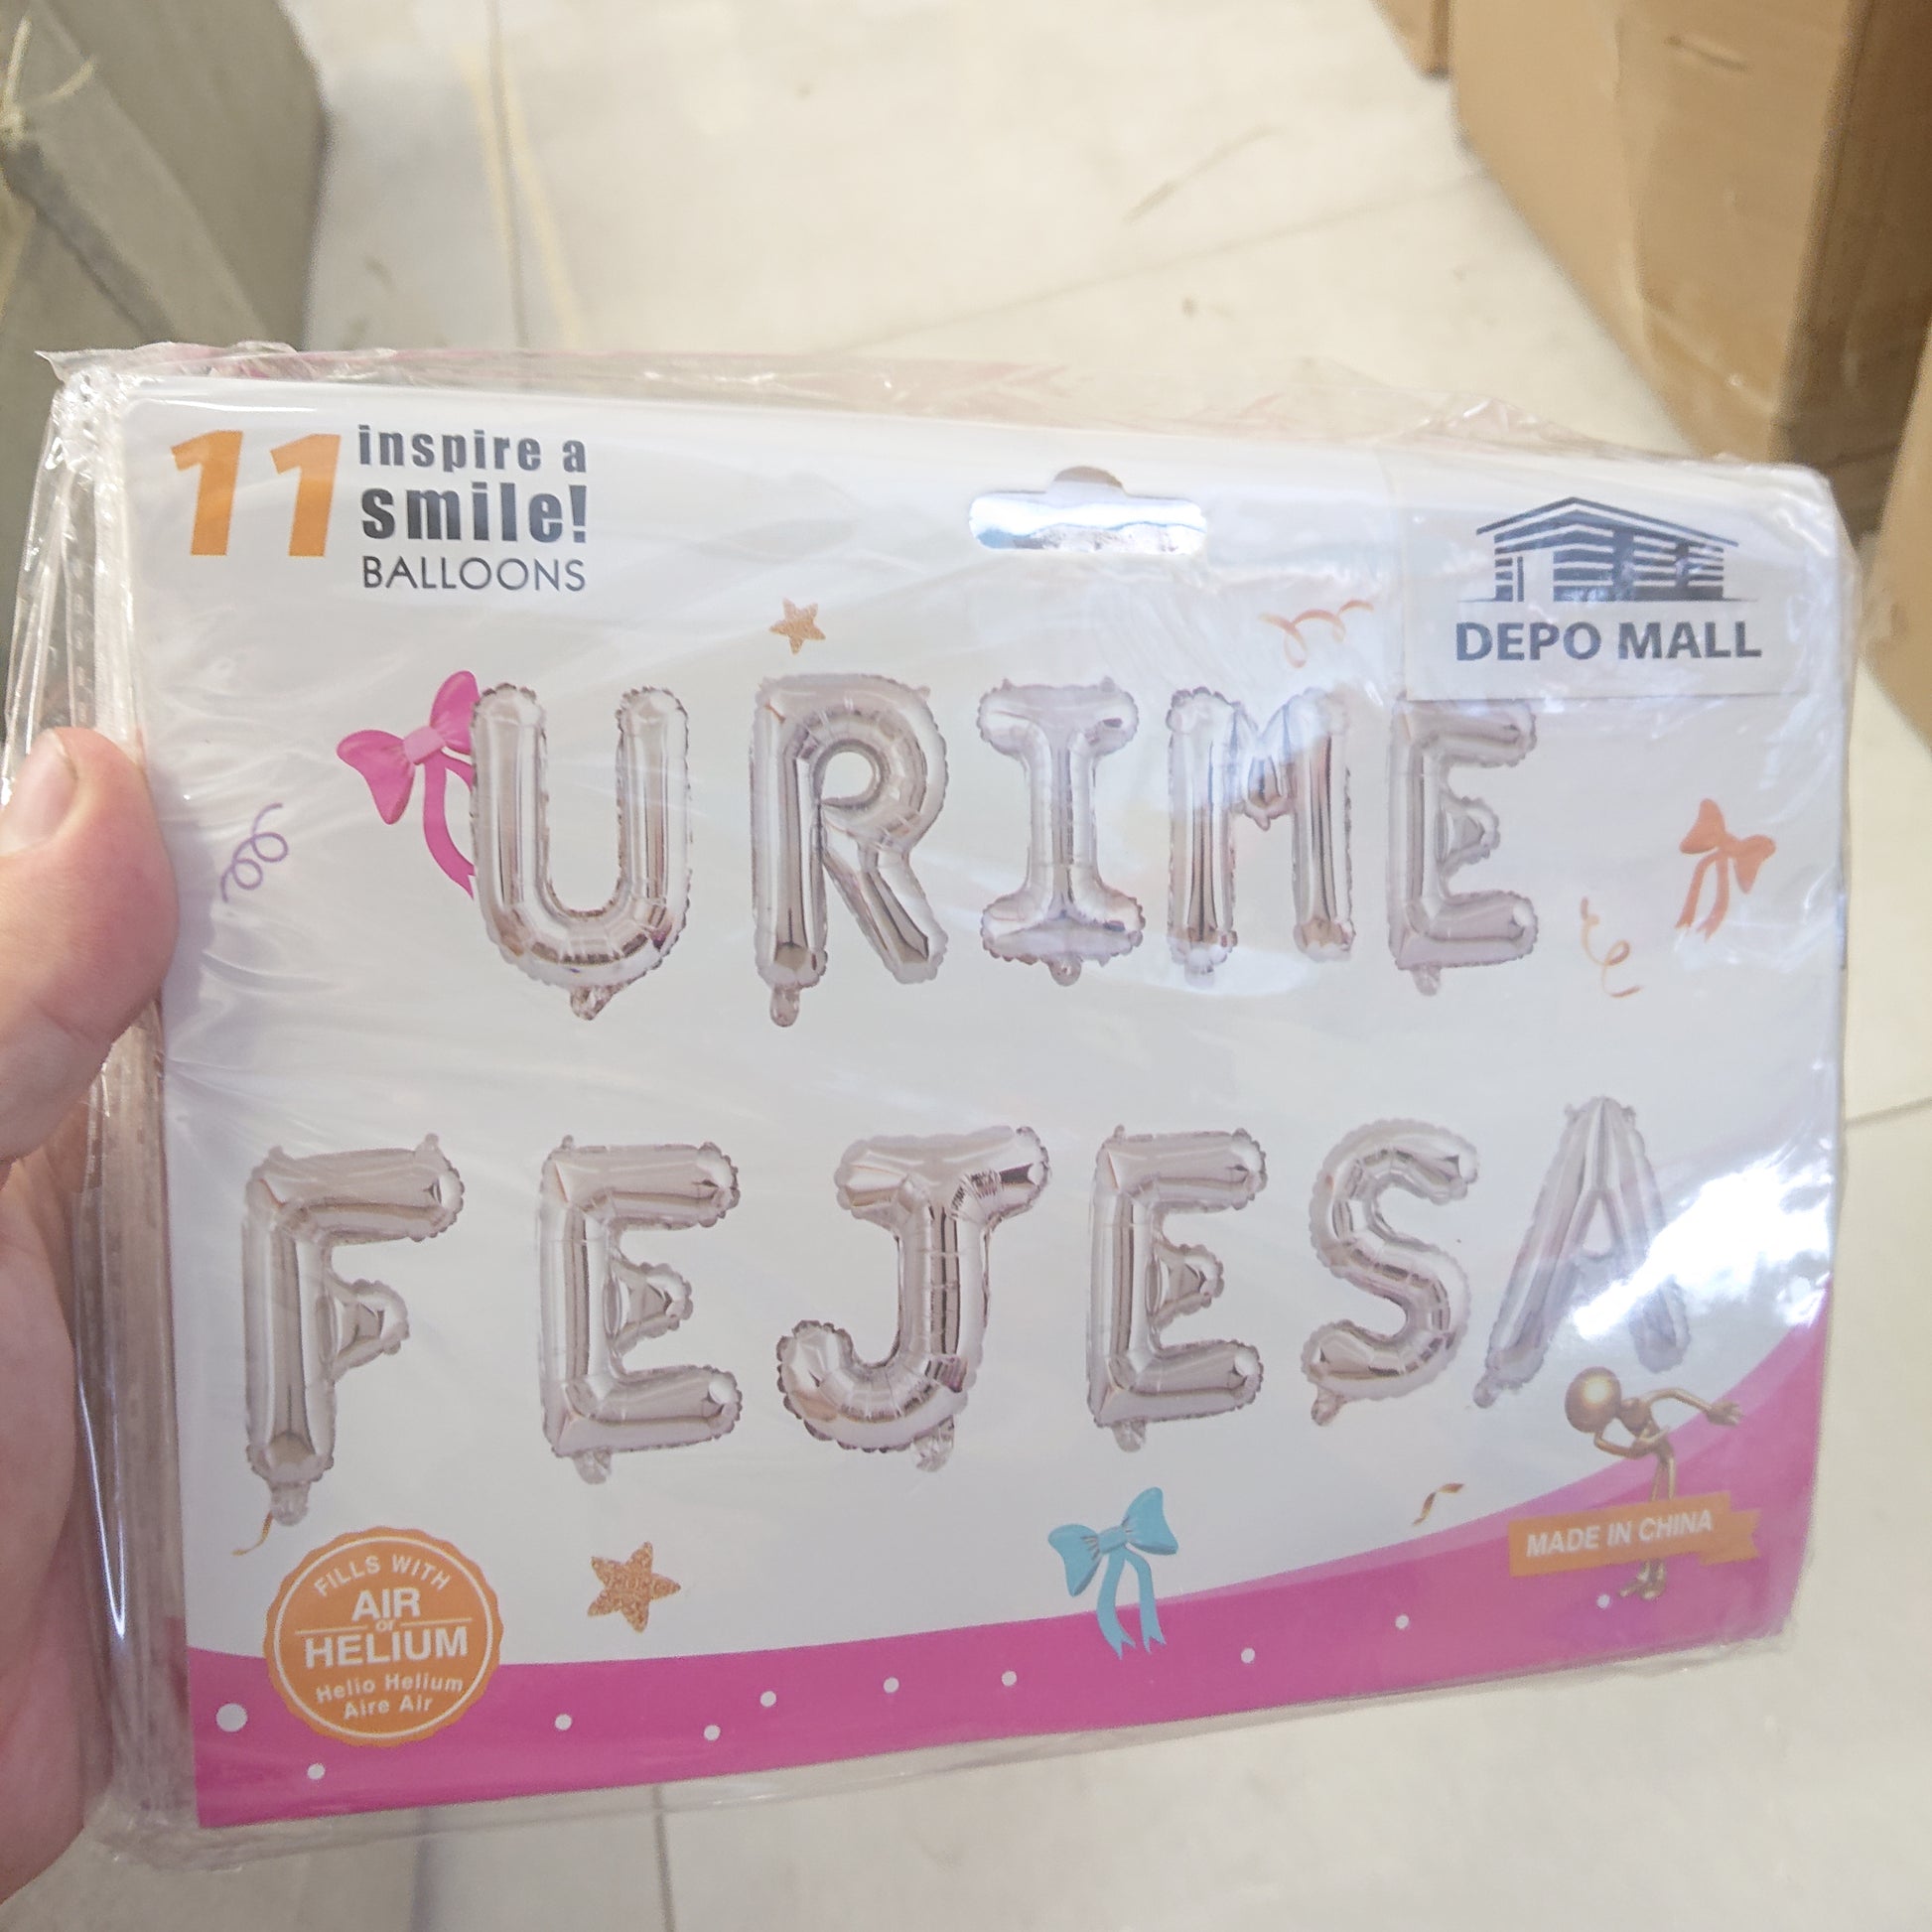 11 inspire a
smile!
BALLOONS
DEPO MALL
URIME
FEJESA
FILLS WITH
AIR
or
HELIUM
Helio Helium
Aire Air
MADE IN CHINA